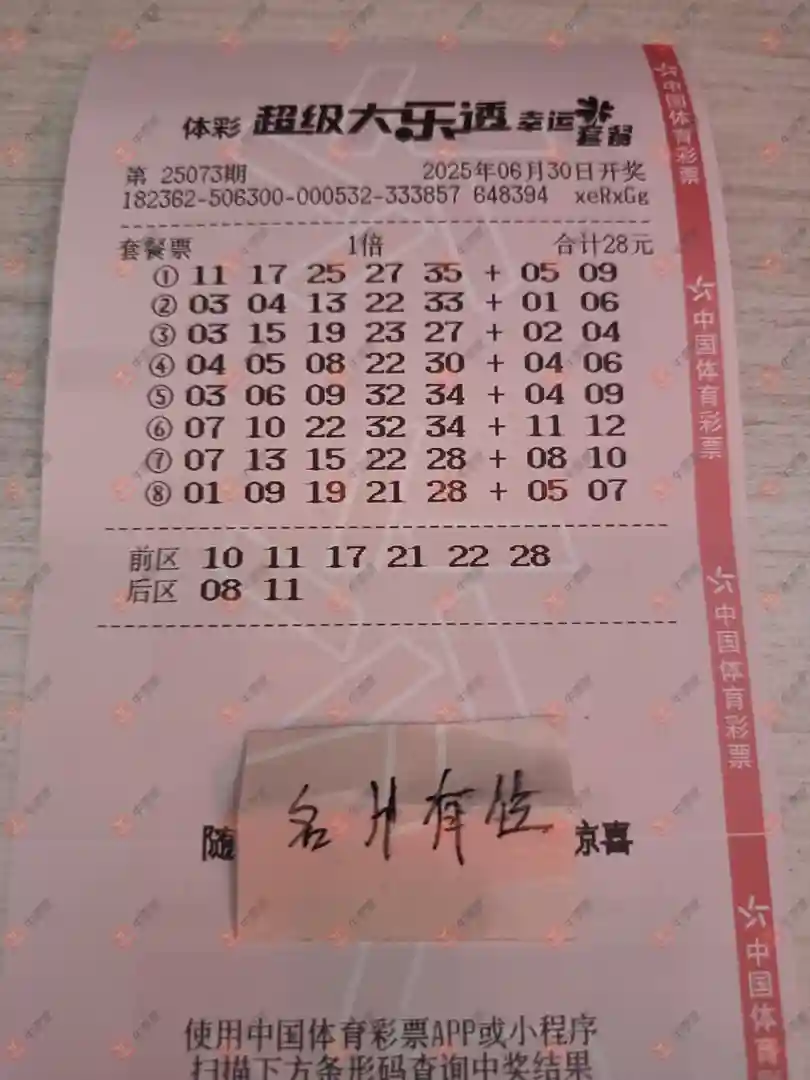 体彩 超级大乐透 幸运 套餐
第 25073期 2025年06月30日开奖
182362-506300-000532-333857 648394 xeRxGg
套餐票 1倍 合计28元
① 11 17 25 27 35 + 05 09
② 03 04 13 22 33 + 01 06
③ 03 15 19 23 27 + 02 04
④ 04 05 08 22 30 + 04 06
⑤ 03 06 09 32 34 + 04 09
⑥ 07 10 22 32 34 + 11 12
⑦ 07 13 15 22 28 + 08 10
⑧ 01 09 19 21 28 + 05 07
前区 10 11 17 21 22 28
后区 08 11
随 名片有位 京喜
使用中国体育彩票APP或小程序
扫描下方条形码查询中奖结果
中国体育彩票
中国体育彩票
中国体育彩票
中国体育